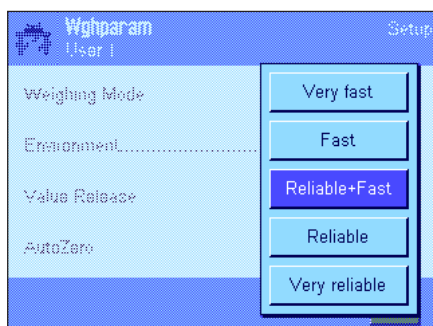 Wghparam
User 1
Setup
Weighing Mode
Environment......................
Value Release
AutoZero
Very fast
Fast
Reliable+Fast
Reliable
Very reliable